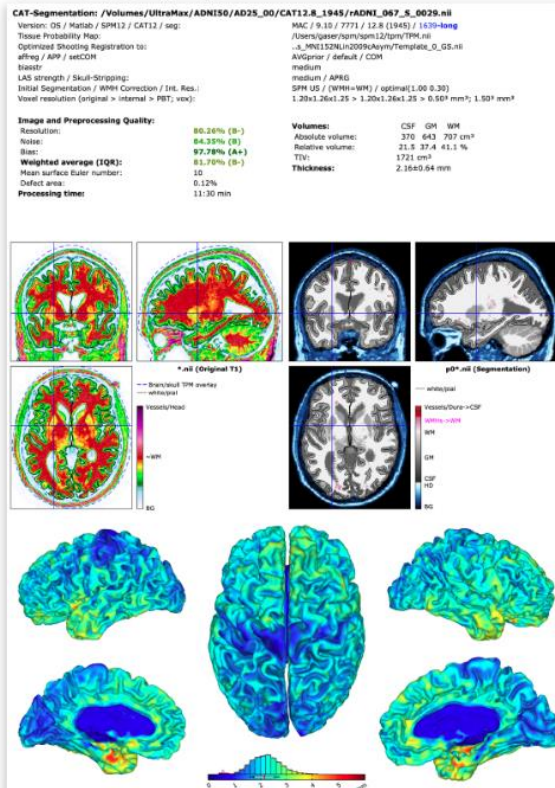 CAT-Segmentation: /Volumes/UltraMax/ADNI50/AD25_00/CAT12.8_1945/rADNI_067_S_0029.nii
Version: OS / Matlab / SPM12 / CAT12 / seg: MAC / 9.10 / 7771 / 12.8 (1945) / 1639-long
Tissue Probability Map: /Users/gaser/spm/spm12/tpm/TPM.nii
Optimized Shooting Registration to: ..s_MNI152NLin2009cAsym/Template_0_GS.nii
affreg / APP / setCOM AVGprior / default / COM
biasstr medium
LAS strength / Skull-Stripping: medium / APRG
Initial Segmentation / WMH Correction / Int. Res.: SPM US / (WMH=WM) / optimal(1.00 0.30)
Voxel resolution (original > internal > PBT; vox): 1.20x1.26x1.25 > 1.20x1.26x1.25 > 0.50³ mm³; 1.50³ mm³
Image and Preprocessing Quality:
Resolution: 80.26% (B-)
Noise: 84.35% (B)
Bias: 97.78% (A+)
Weighted average (IQR): 81.70% (B-)
Mean surface Euler number: 10
Defect area: 0.12%
Processing time: 11:30 min
Volumes: CSF GM WM
Absolute volume: 370 643 707 cm³
Relative volume: 21.5 37.4 41.1 %
TIV: 1721 cm³
Thickness: 2.16±0.64 mm
*.nii (Original T1)
Brain/skull TPM overlay
white/pial
Vessels/Head
~WM
BG
p0*.nii (Segmentation)
white/pial
Vessels/Dura->CSF
WMHs->WM
WM
GM
CSF
HD
BG
0 1 2 3 4 5